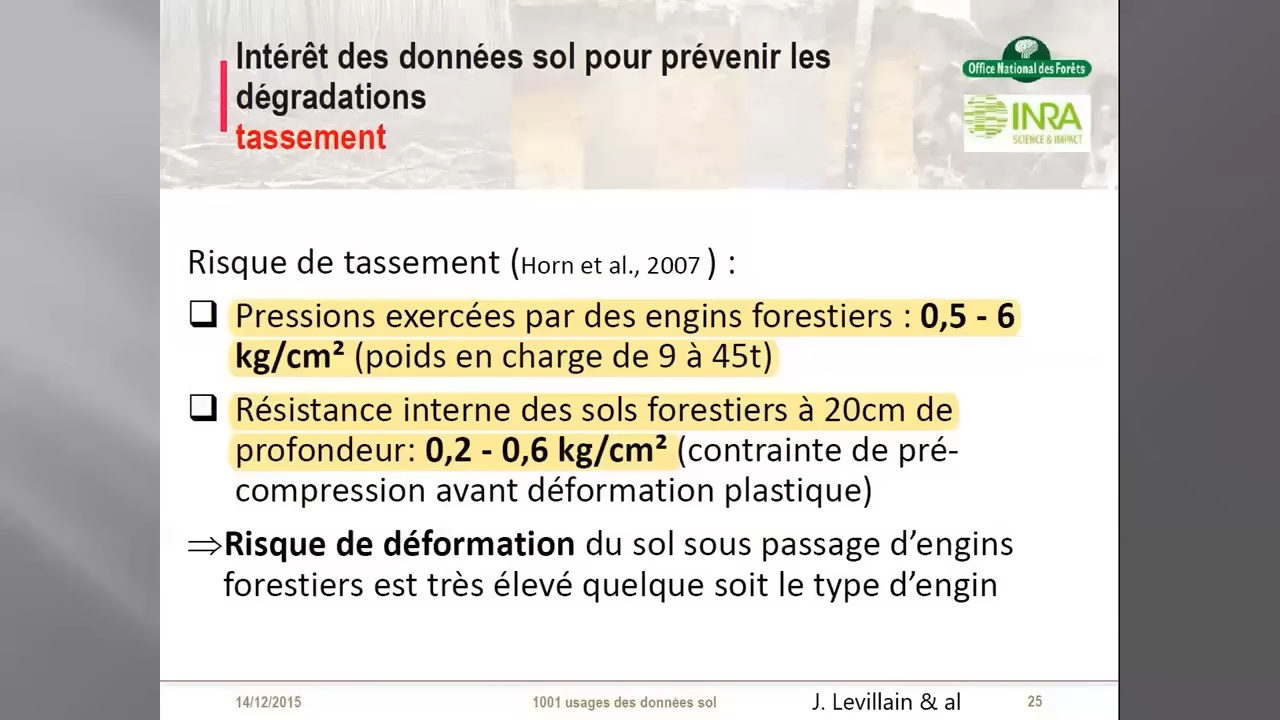 Intérêt des données sol pour prévenir les
dégradations
tassement
Office National des Forêts
INRA
SCIENCE & IMPACT
Risque de tassement (Horn et al., 2007 ) :
Pressions exercées par des engins forestiers : 0,5 - 6
kg/cm² (poids en charge de 9 à 45t)
Résistance interne des sols forestiers à 20cm de
profondeur: 0,2 - 0,6 kg/cm² (contrainte de pré-
compression avant déformation plastique)
⇒Risque de déformation du sol sous passage d’engins
forestiers est très élevé quelque soit le type d’engin
14/12/2015
1001 usages des données sol
J. Levillain & al
25